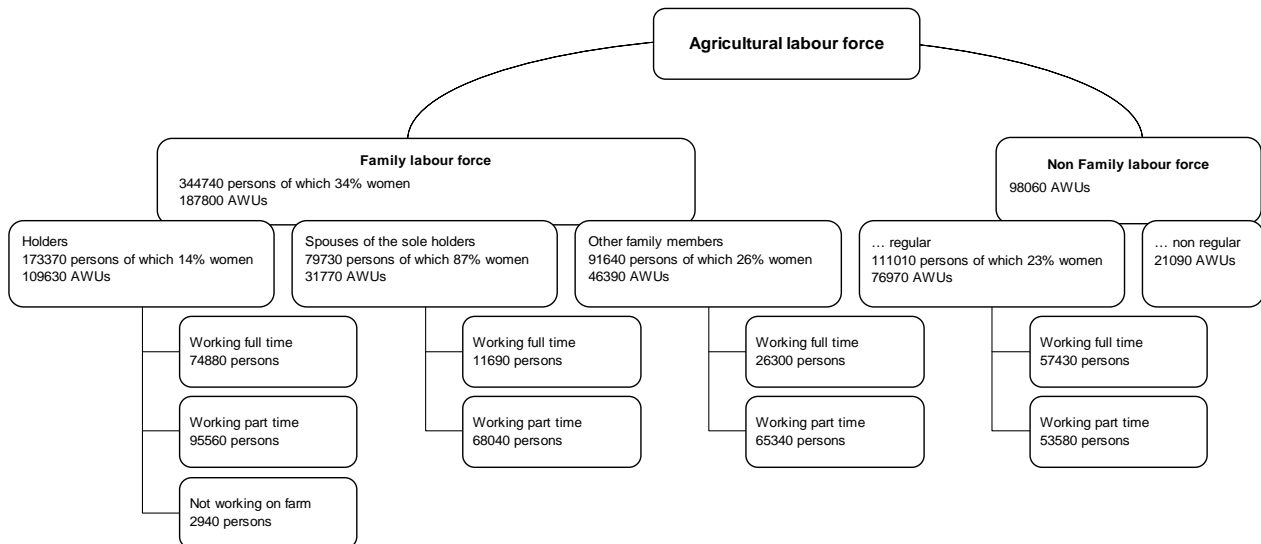 Agricultural labour force
Family labour force
344740 persons of which 34% women
187800 AWUs
Non Family labour force
98060 AWUs
Holders
173370 persons of which 14% women
109630 AWUs
Spouses of the sole holders
79730 persons of which 87% women
31770 AWUs
Other family members
91640 persons of which 26% women
46390 AWUs
… regular
111010 persons of which 23% women
76970 AWUs
… non regular
21090 AWUs
Working full time
74880 persons
Working full time
11690 persons
Working full time
26300 persons
Working full time
57430 persons
Working part time
95560 persons
Working part time
68040 persons
Working part time
65340 persons
Working part time
53580 persons
Not working on farm
2940 persons